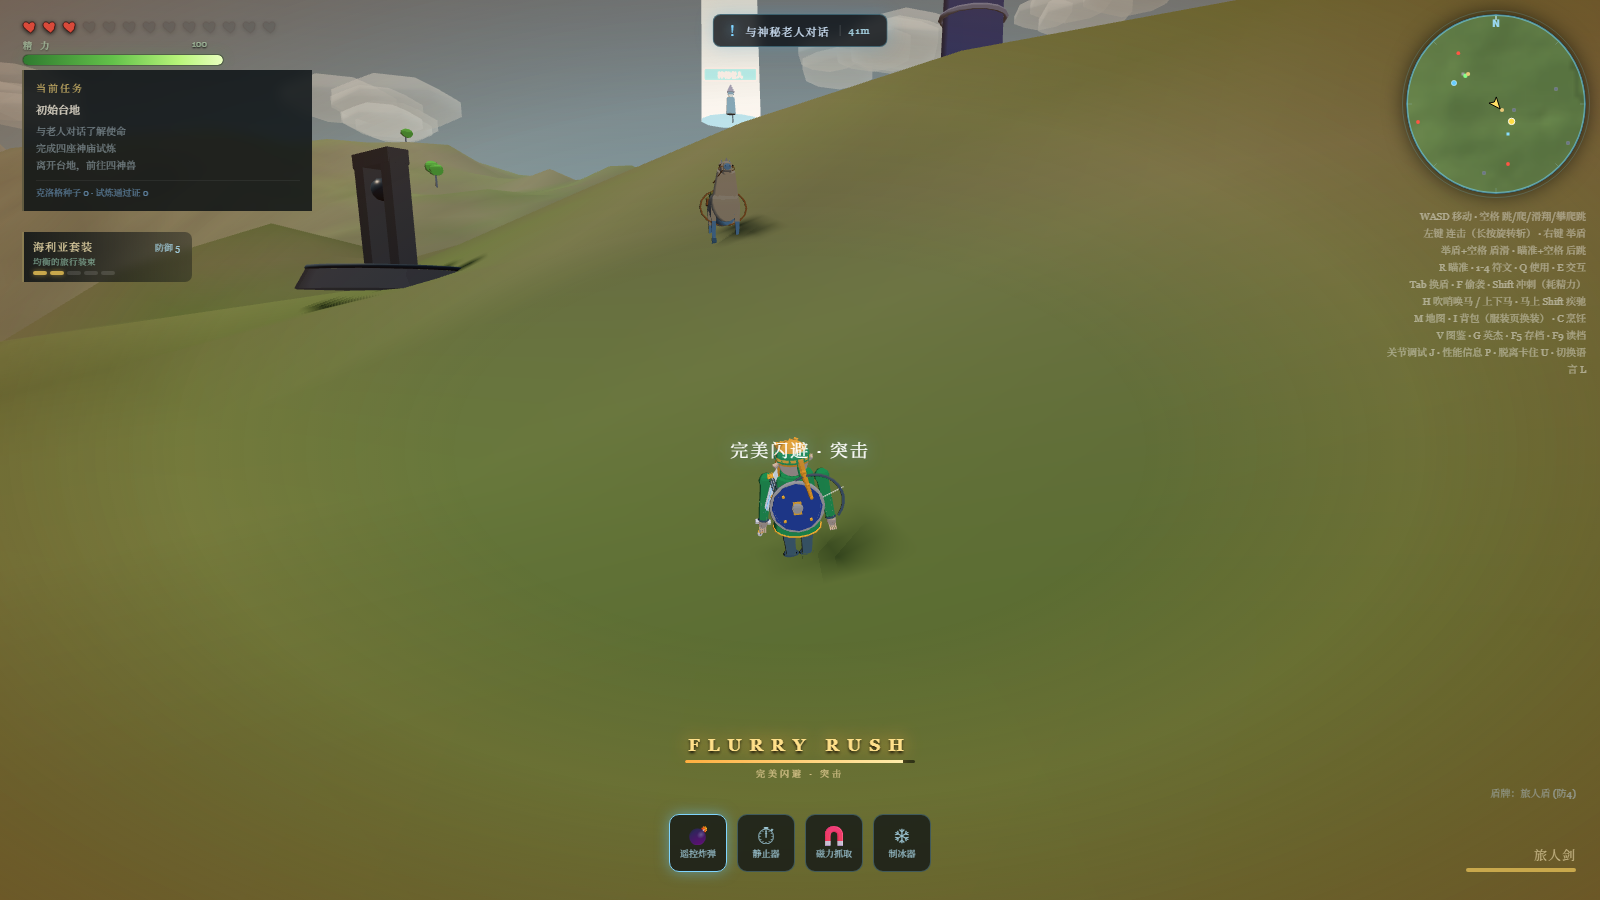 精 力
100
当前任务
初始台地
与老人对话了解使命
完成四座神庙试炼
离开台地，前往四神兽
克洛格种子 0 · 试炼通过证 0
海利亚套装
防御 5
均衡的旅行装束
! 与神秘老人对话 41m
N
WASD 移动 · 空格 跳/爬/滑翔/攀爬跳
左键 连击（长按旋转斩） · 右键 举盾
举盾+空格 盾滑 · 瞄准+空格 后跳
R 瞄准 · 1-4 符文 · Q 使用 · E 交互
Tab 换盾 · F 偷袭 · Shift 冲刺（耗精力）
H 吹哨唤马 / 上下马 · 马上 Shift 疾驰
M 地图 · I 背包（服装页换装） · C 烹饪
V 图鉴 · G 英杰 · F5 存档 · F9 读档
关节调试 J · 性能信息 P · 脱离卡住 U · 切换语
言 L
完美闪避 · 突击
FLURRY RUSH
完美闪避 · 突击
遥控炸弹
静止器
磁力抓取
制冰器
盾牌：旅人盾 (防4)
旅人剑